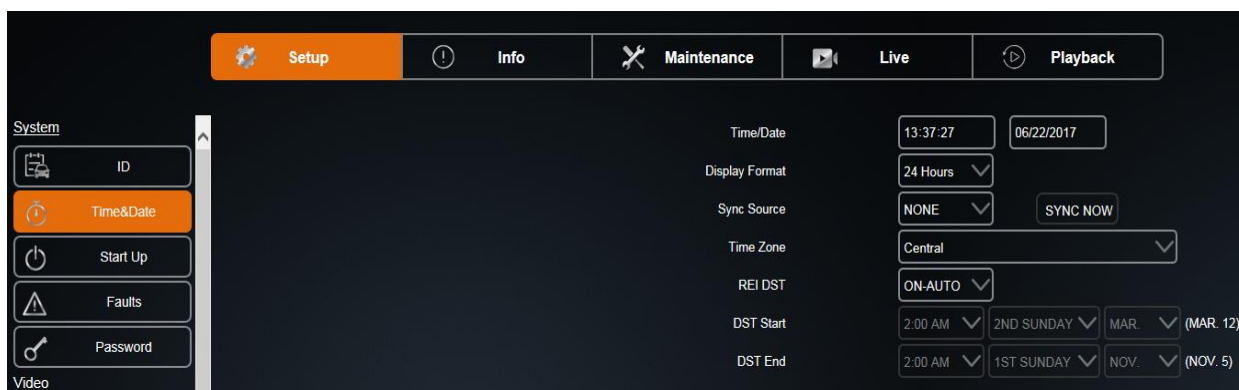 Setup Info Maintenance Live Playback
System
ID
Time&Date
Start Up
Faults
Password
Video
Time/Date 13:37:27 06/22/2017
Display Format 24 Hours
Sync Source NONE SYNC NOW
Time Zone Central
REI DST ON-AUTO
DST Start 2:00 AM 2ND SUNDAY MAR. (MAR. 12)
DST End 2:00 AM 1ST SUNDAY NOV. (NOV. 5)